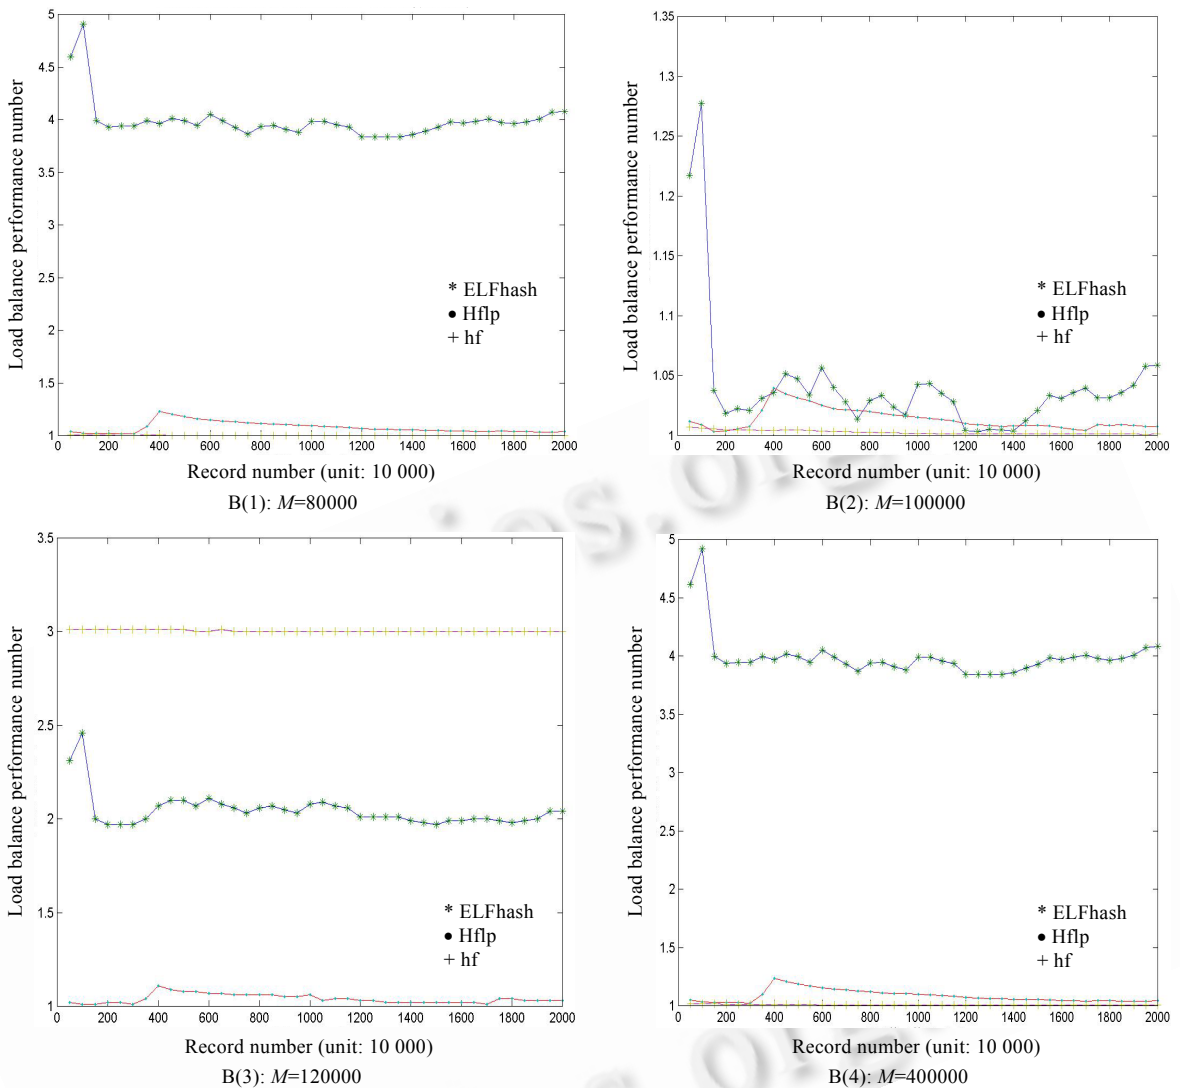 5
4.5
4
3.5
3
2.5
2
1.5
1
Load balance performance number
* ELFhash
● Hflp
+ hf
0 200 400 600 800 1000 1200 1400 1600 1800 2000
Record number (unit: 10 000)
B(1): M=80000
1.35
1.3
1.25
1.2
1.15
1.1
1.05
1
Load balance performance number
* ELFhash
● Hflp
+ hf
0 200 400 600 800 1000 1200 1400 1600 1800 2000
Record number (unit: 10 000)
B(2): M=100000
3.5
3
2.5
2
1.5
1
Load balance performance number
* ELFhash
● Hflp
+ hf
0 200 400 600 800 1000 1200 1400 1600 1800 2000
Record number (unit: 10 000)
B(3): M=120000
5
4.5
4
3.5
3
2.5
2
1.5
1
Load balance performance number
* ELFhash
● Hflp
+ hf
0 200 400 600 800 1000 1200 1400 1600 1800 2000
Record number (unit: 10 000)
B(4): M=400000